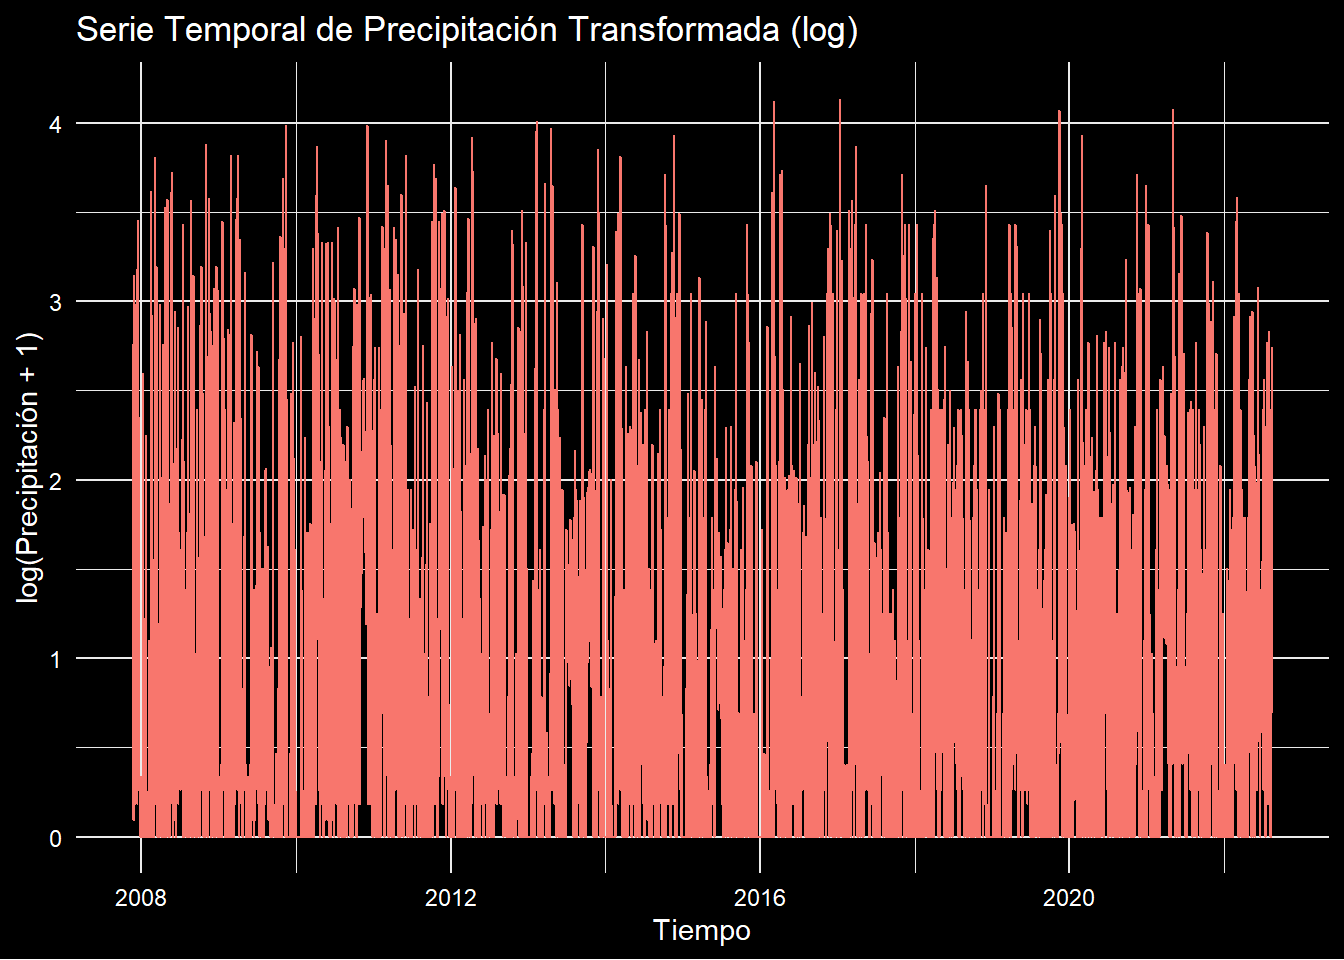 Serie Temporal de Precipitación Transformada (log)
log(Precipitación + 1)
4
3
2
1
0
2008 2012 2016 2020
Tiempo